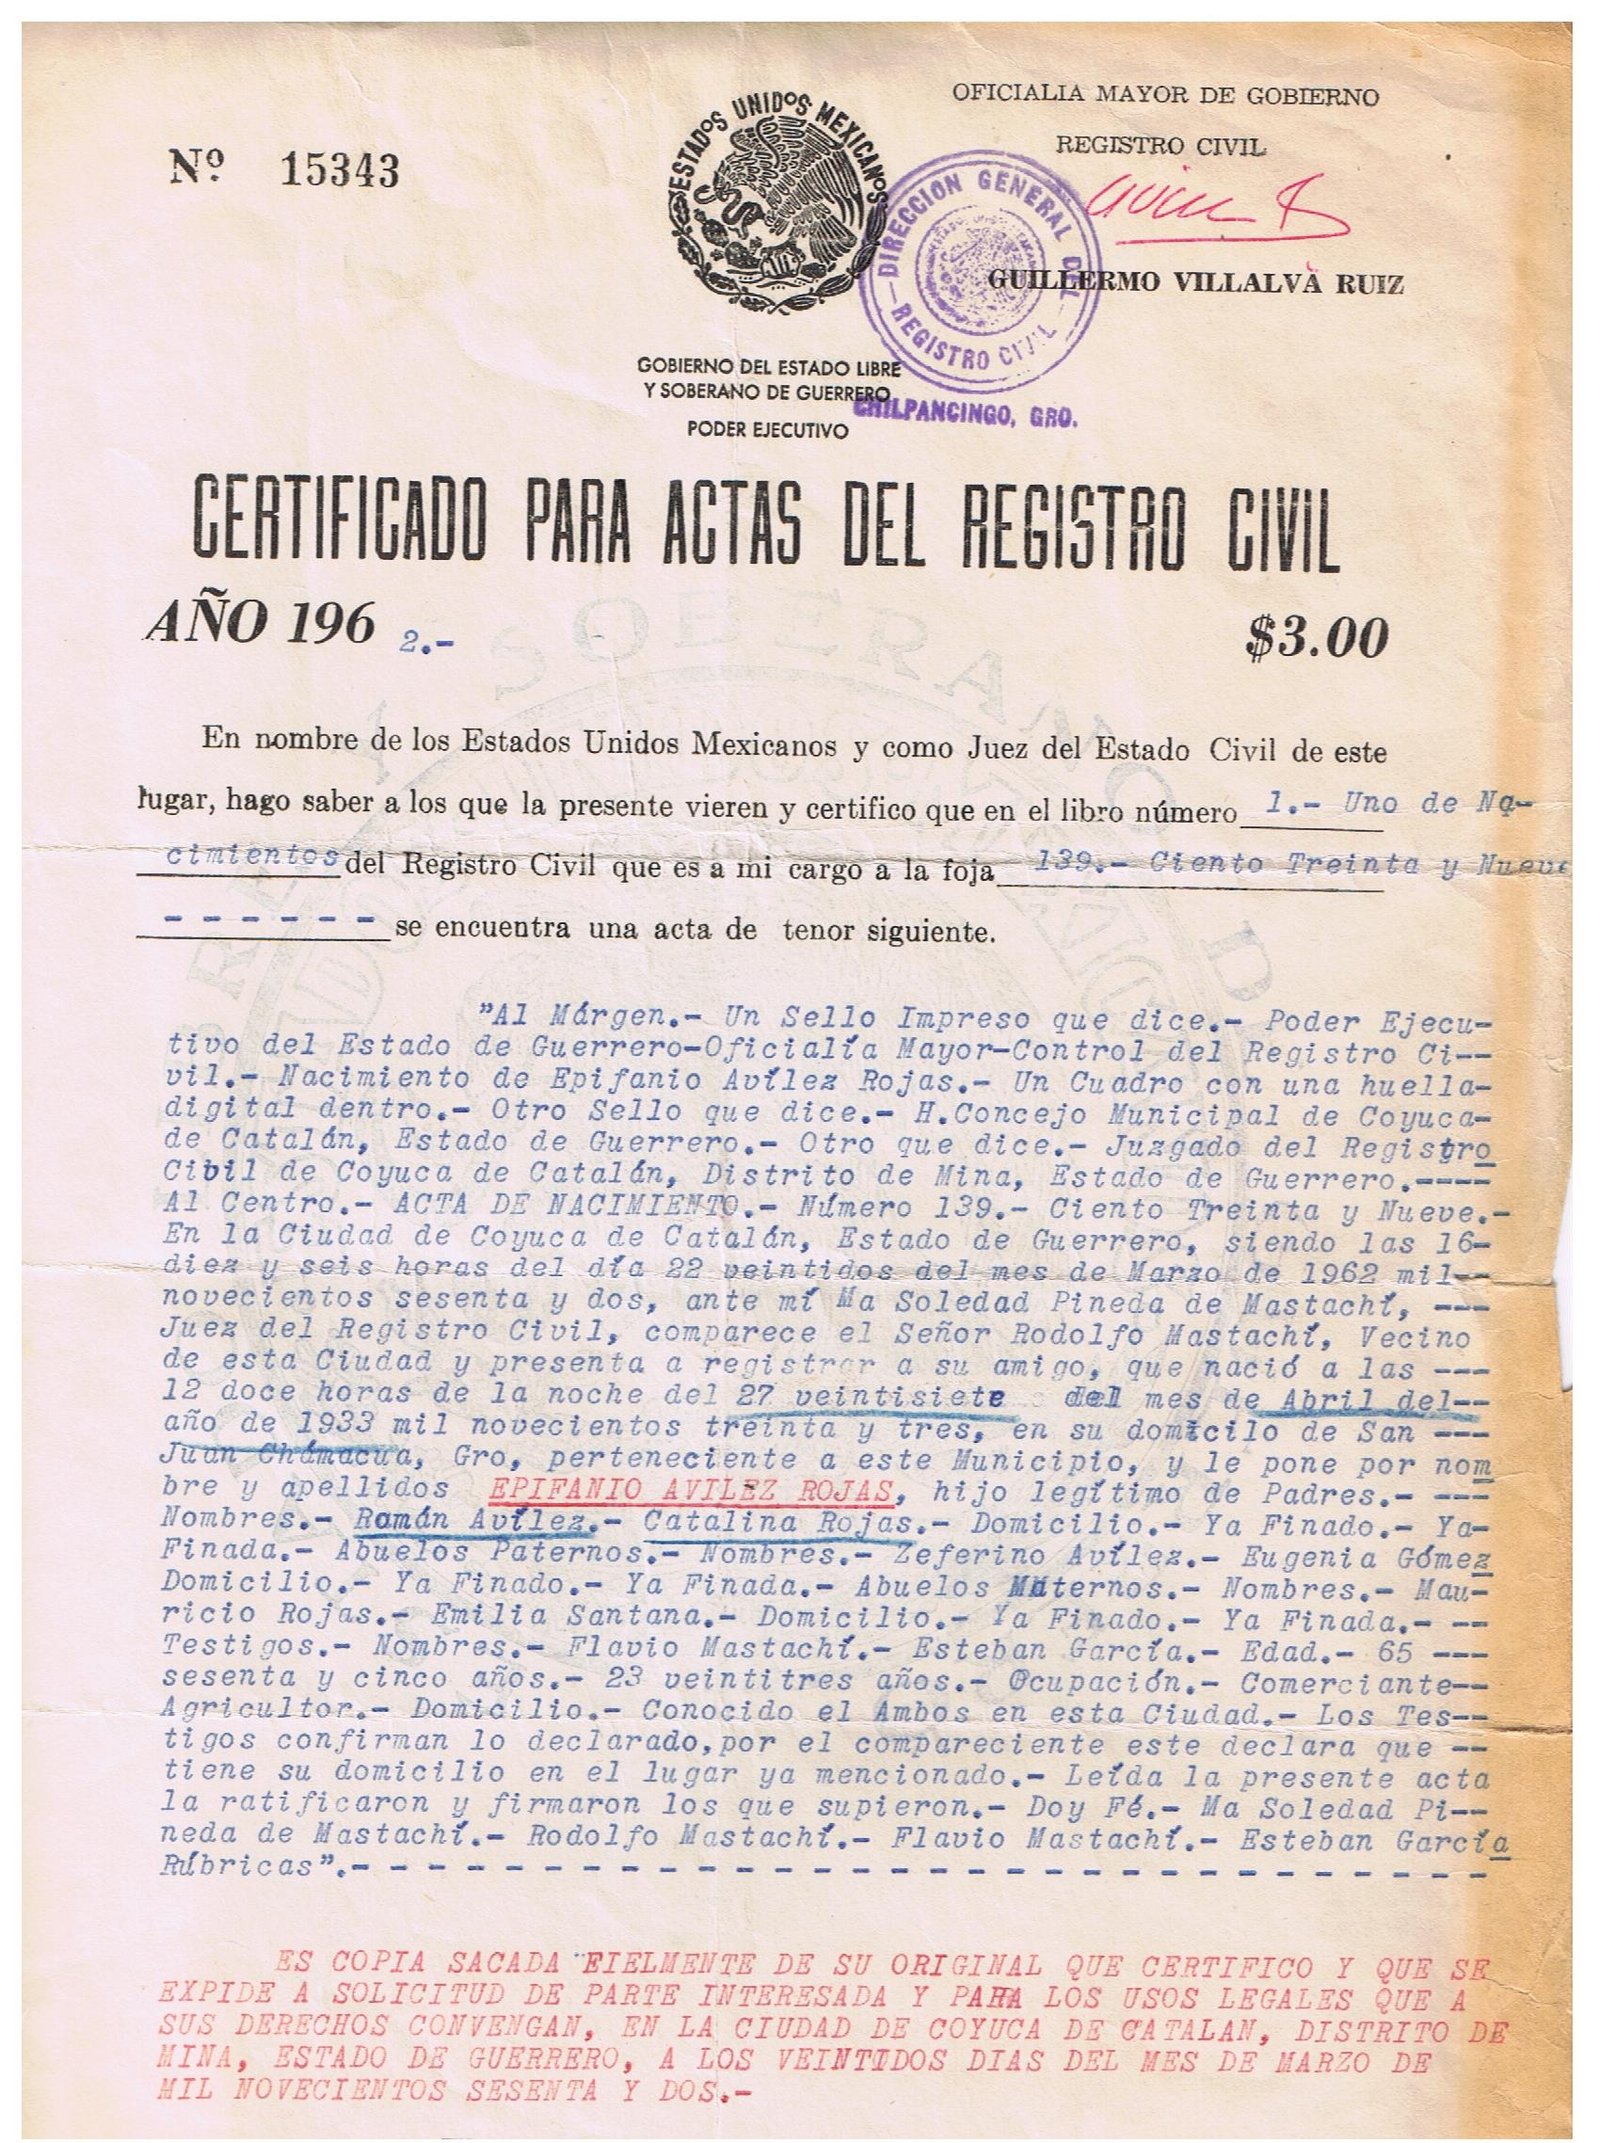 OFICIALIA MAYOR DE GOBIERNO
REGISTRO CIVIL
Nº. 15343
ESTADOS UNIDOS MEXICANOS
DIRECCION GENERAL DEL REGISTRO CIVIL
GUILLERMO VILLALVA RUIZ
GOBIERNO DEL ESTADO LIBRE
Y SOBERANO DE GUERRERO
CHILPANCINGO, GRO.
PODER EJECUTIVO
CERTIFICADO PARA ACTAS DEL REGISTRO CIVIL
AÑO 196 2.-
$3.00
En nombre de los Estados Unidos Mexicanos y como Juez del Estado Civil de este
lugar, hago saber a los que la presente vieren y certifico que en el libro número 1.- Uno de Na-
cimientos del Registro Civil que es a mi cargo a la foja 139.- Ciento Treinta y Nueve
- - - - - - se encuentra una acta de tenor siguiente.
"Al Márgen.- Un Sello Impreso que dice.- Poder Ejecu-
tivo del Estado de Guerrero-Oficialía Mayor-Control del Registro Ci--
vil.- Nacimiento de Epifanio Avílez Rojas.- Un Cuadro con una huella-
digital dentro.- Otro Sello que dice.- H.Concejo Municipal de Coyuca-
de Catalán, Estado de Guerrero.- Otro que dice.- Juzgado del Registro
Civil de Coyuca de Catalán, Distrito de Mina, Estado de Guerrero.----
Al Centro.- ACTA DE NACIMIENTO.- Número 139.- Ciento Treinta y Nueve.-
En la Ciudad de Coyuca de Catalán, Estado de Guerrero, siendo las 16-
diez y seis horas del día 22 veintidos del mes de Marzo de 1962 mil--
novecientos sesenta y dos, ante mí Ma Soledad Pineda de Mastachí, ---
Juez del Registro Civil, comparece el Señor Rodolfo Mastachí, Vecino
de esta Ciudad y presenta a registrar a su amigo, que nació a las ---
12 doce horas de la noche del 27 veintisiete del mes de Abril del--
año de 1933 mil novecientos treinta y tres, en su domicilo de San ---
Juan Chámacua, Gro, perteneciente a este Municipio, y le pone por nom
bre y apellidos EPIFANIO AVILEZ ROJAS, hijo legítimo de Padres.- ---
Nombres.- Ramán Avílez.- Catalina Rojas.- Domicilio.- Ya Finado.- Ya-
Finada.- Abuelos Paternos.- Nombres.- Zeferino Avílez.- Eugenia Gómez
Domicilio.- Ya Finado.- Ya Finada.- Abuelos Maternos.- Nombres.- Mau-
ricio Rojas.- Emilia Santana.- Domicilio.- Ya Finado.- Ya Finada.- --
Testigos.- Nombres.- Flavio Mastachí.- Esteban García.- Edad.- 65 ---
sesenta y cinco años.- 23 veintitres años.- Ocupación.- Comerciante--
Agricultor.- Domicilio.- Conocido el Ambos en esta Ciudad.- Los Tes--
tigos confirman lo declarado,por el compareciente este declara que --
tiene su domicilio en el lugar ya mencionado.- Leída la presente acta
la ratificaron y firmaron los que supieron.- Doy Fé.- Ma Soledad Pi--
neda de Mastachí.- Rodolfo Mastachí.- Flavio Mastachí.- Esteban García
Rúbricas".- - - - - - - - - - - - - - - - - - - - - - - - - - - - - -
ES COPIA SACADA FIELMENTE DE SU ORIGINAL QUE CERTIFICO Y QUE SE
EXPIDE A SOLICITUD DE PARTE INTERESADA Y PARA LOS USOS LEGALES QUE A
SUS DERECHOS CONVENGAN, EN LA CIUDAD DE COYUCA DE CATALAN, DISTRITO DE
MINA, ESTADO DE GUERRERO, A LOS VEINTIDOS DIAS DEL MES DE MARZO DE
MIL NOVECIENTOS SESENTA Y DOS.-